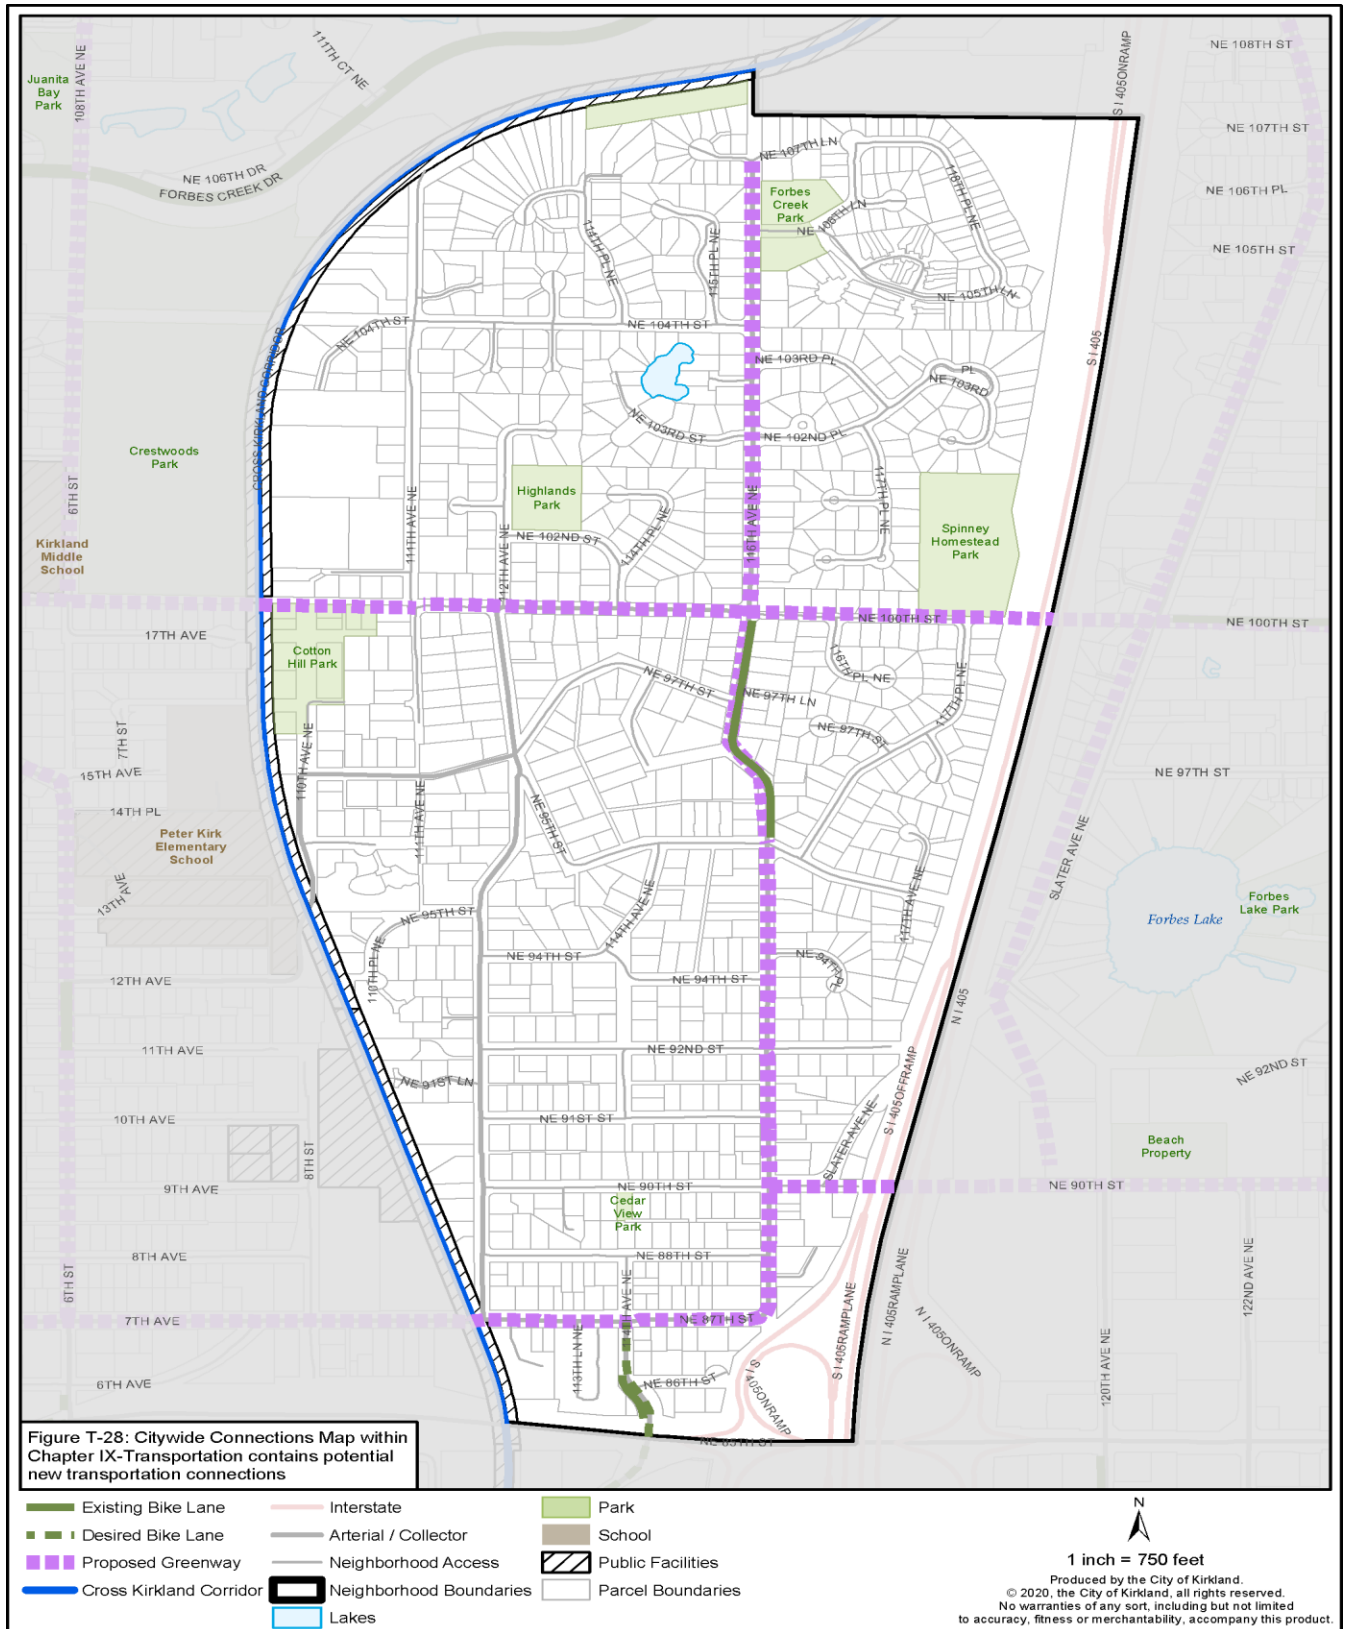 NE 108TH ST
S I 405ONRAMP
111TH CT NE
108TH AVE NE
Juanita
Bay
Park
NE 107TH ST
NE 107TH LN
NE 106TH DR
FORBES CREEK DR
118TH PL NE
NE 106TH PL
Forbes
Creek
Park
NE 106TH LN
114TH PL NE
115TH PL NE
NE 105TH ST
NE 105TH LN
NE 104TH ST
NE 104TH ST
S I 405
CROSS KIRKLAND CORRIDOR
NE 103RD PL
PL
NE 103RD
NE 103RD ST
NE 102ND PL
Crestwoods
Park
6TH ST
111TH AVE NE
Highlands
Park
114TH PL NE
116TH AVE NE
117TH PL NE
Spinney
Homestead
Park
112TH AVE NE
NE 102ND ST
Kirkland
Middle
School
NE 100TH ST
NE 100TH ST
17TH AVE
Cotton
Hill Park
116TH PL NE
NE 97TH ST
NE 97TH LN
117TH PL NE
NE 97TH ST
7TH ST
110TH AVE NE
15TH AVE
NE 97TH ST
14TH PL
111TH AVE NE
NE 95TH ST
SLATER AVE NE
Peter Kirk
Elementary
School
13TH AVE
114TH AVE NE
117TH AVE NE
Forbes
Lake Park
Forbes Lake
NE 95TH ST
110TH PL NE
NE 94TH ST
NE 94TH ST
NE 94TH PL
12TH AVE
N I 405
11TH AVE
NE 92ND ST
NE 92ND ST
NE 91ST LN
S I 405OFFRAMP
10TH AVE
NE 91ST ST
SLATER AVE NE
8TH ST
Beach
Property
9TH AVE
NE 90TH ST
NE 90TH ST
Cedar
View
Park
8TH AVE
NE 88TH ST
6TH ST
114TH AVE NE
122ND AVE NE
S I 405RAMPLANE
N I 405RAMPLANE
7TH AVE
NE 87TH ST
N I 405ONRAMP
113TH LN NE
120TH AVE NE
6TH AVE
NE 86TH ST
S I
405ONRAMP
NE 85TH ST
Figure T-28: Citywide Connections Map within
Chapter IX-Transportation contains potential
new transportation connections
Existing Bike Lane
Desired Bike Lane
Proposed Greenway
Cross Kirkland Corridor
Interstate
Arterial / Collector
Neighborhood Access
Neighborhood Boundaries
Lakes
Park
School
Public Facilities
Parcel Boundaries
N
1 inch = 750 feet
Produced by the City of Kirkland.
© 2020, the City of Kirkland, all rights reserved.
No warranties of any sort, including but not limited
to accuracy, fitness or merchantability, accompany this product.